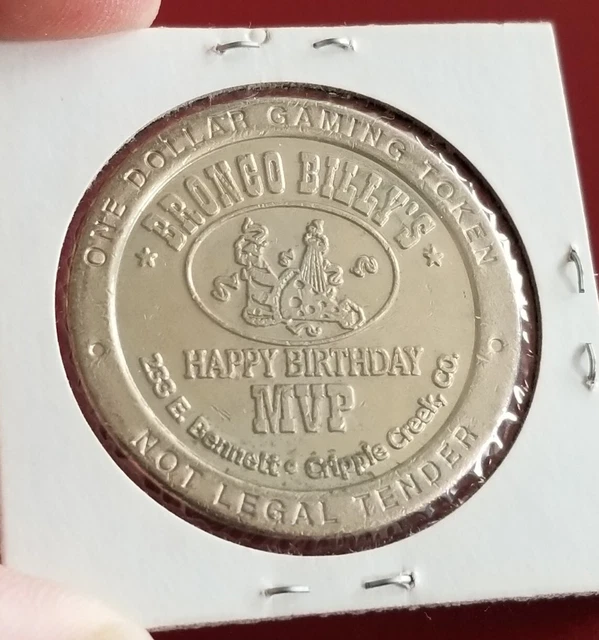 ONE DOLLAR GAMING TOKEN
BRONCO BILLY'S
HAPPY BIRTHDAY
MVP
233 E. Bennett • Cripple Creek, CO.
NOT LEGAL TENDER